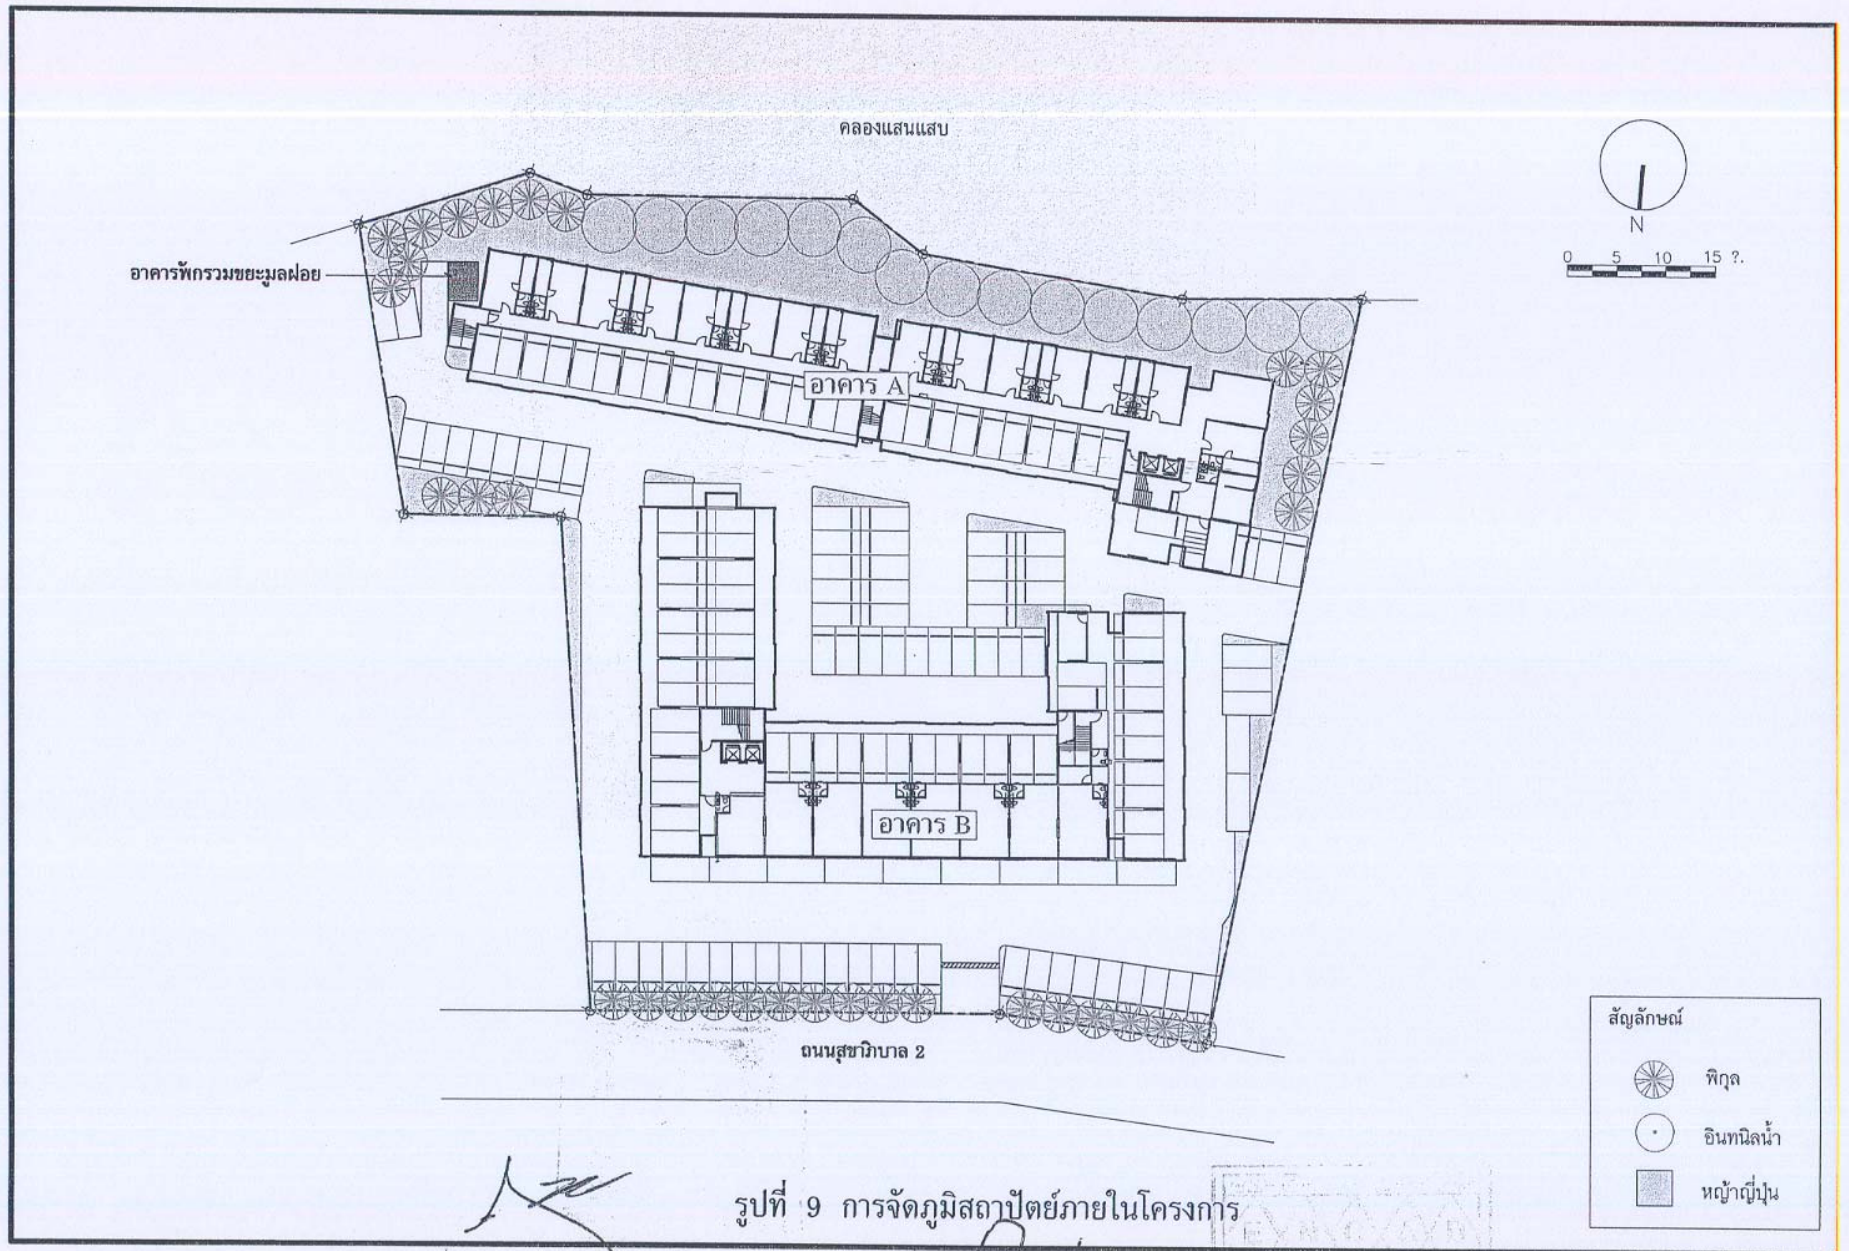 คลองแสนแสบ
N
0 5 10 15 ?.
อาคารพักรวมขยะมูลฝอย
อาคาร A
อาคาร B
ถนนสุขาภิบาล 2
สัญลักษณ์
พิกุล
อินทนิลน้ำ
หญ้าญี่ปุ่น
รูปที่ 9 การจัดภูมิสถาปัตย์ภายในโครงการ